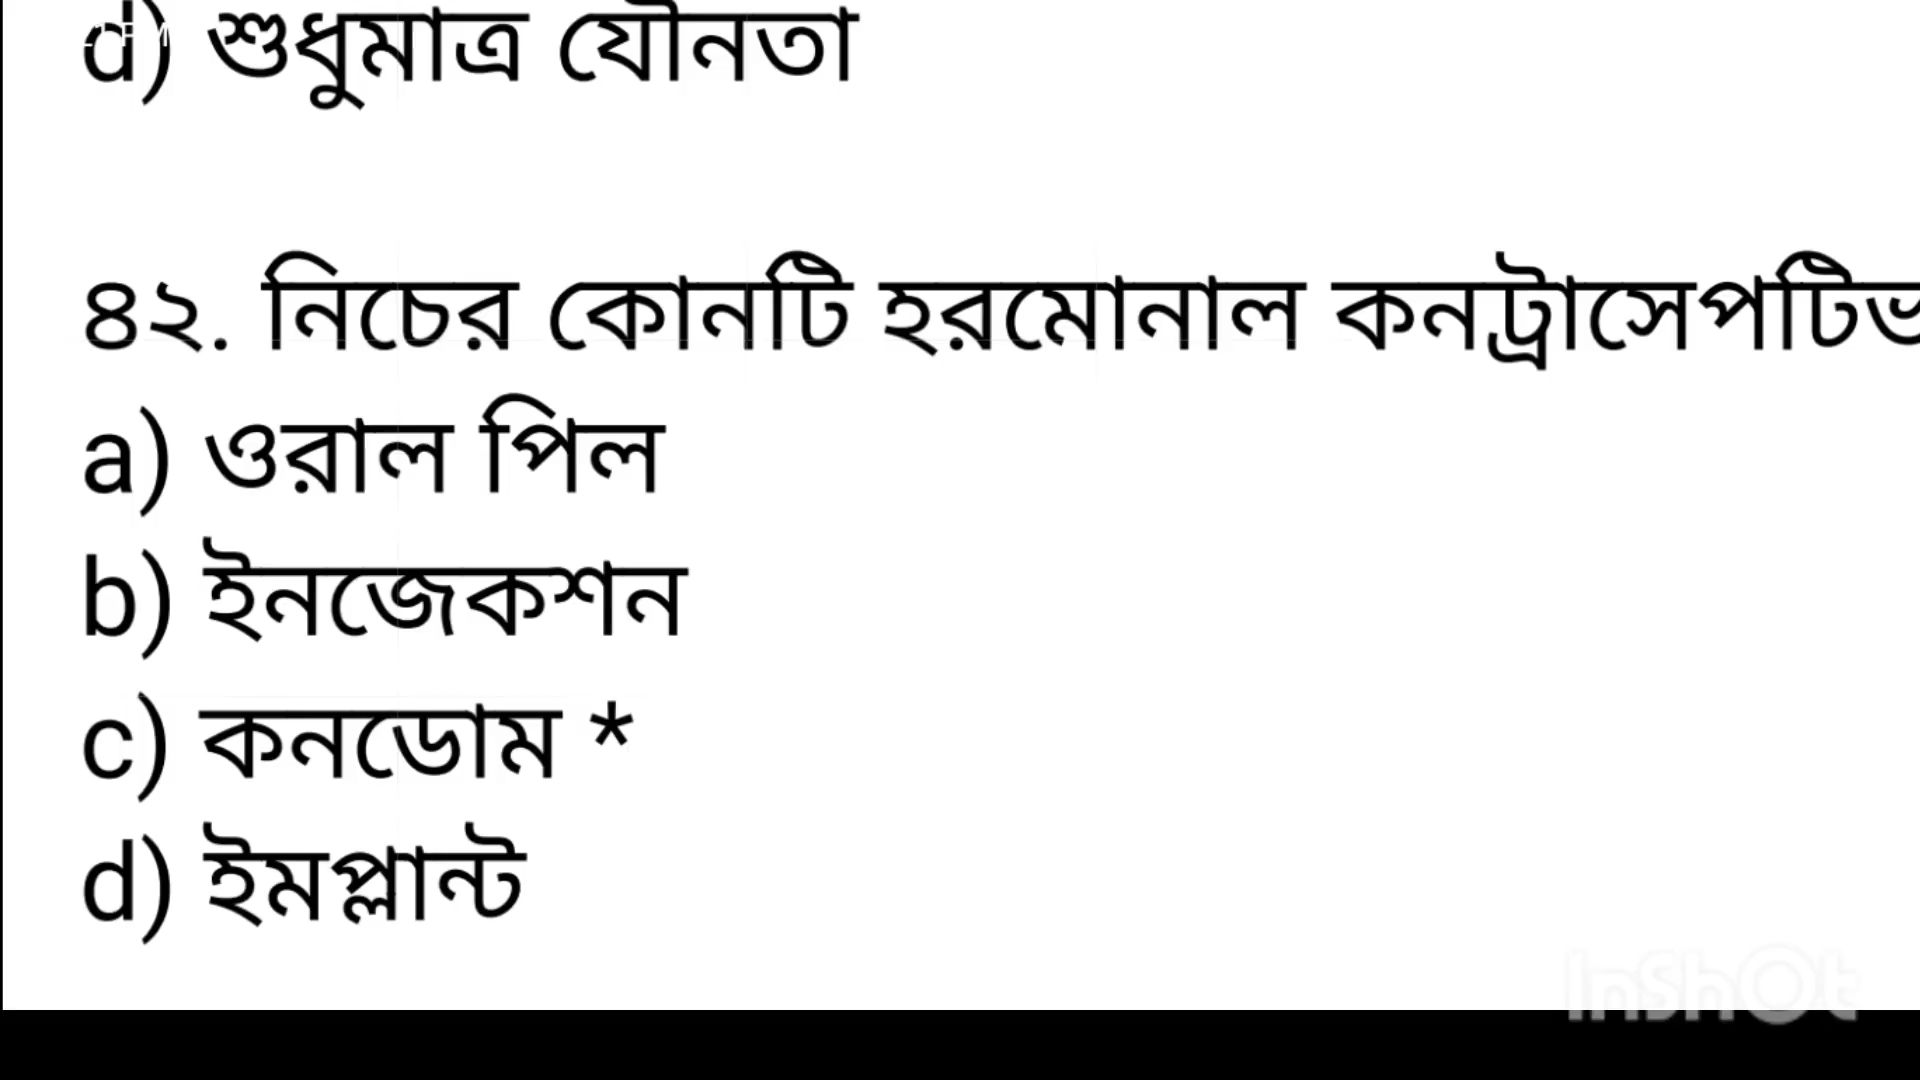 d) শুধুমাত্র যৌনতা
৪২. নিচের কোনটি হরমোনাল কনট্রাসেপটিভ
a) ওরাল পিল
b) ইনজেকশন
c) কনডোম *
d) ইমপ্লান্ট
InShOt